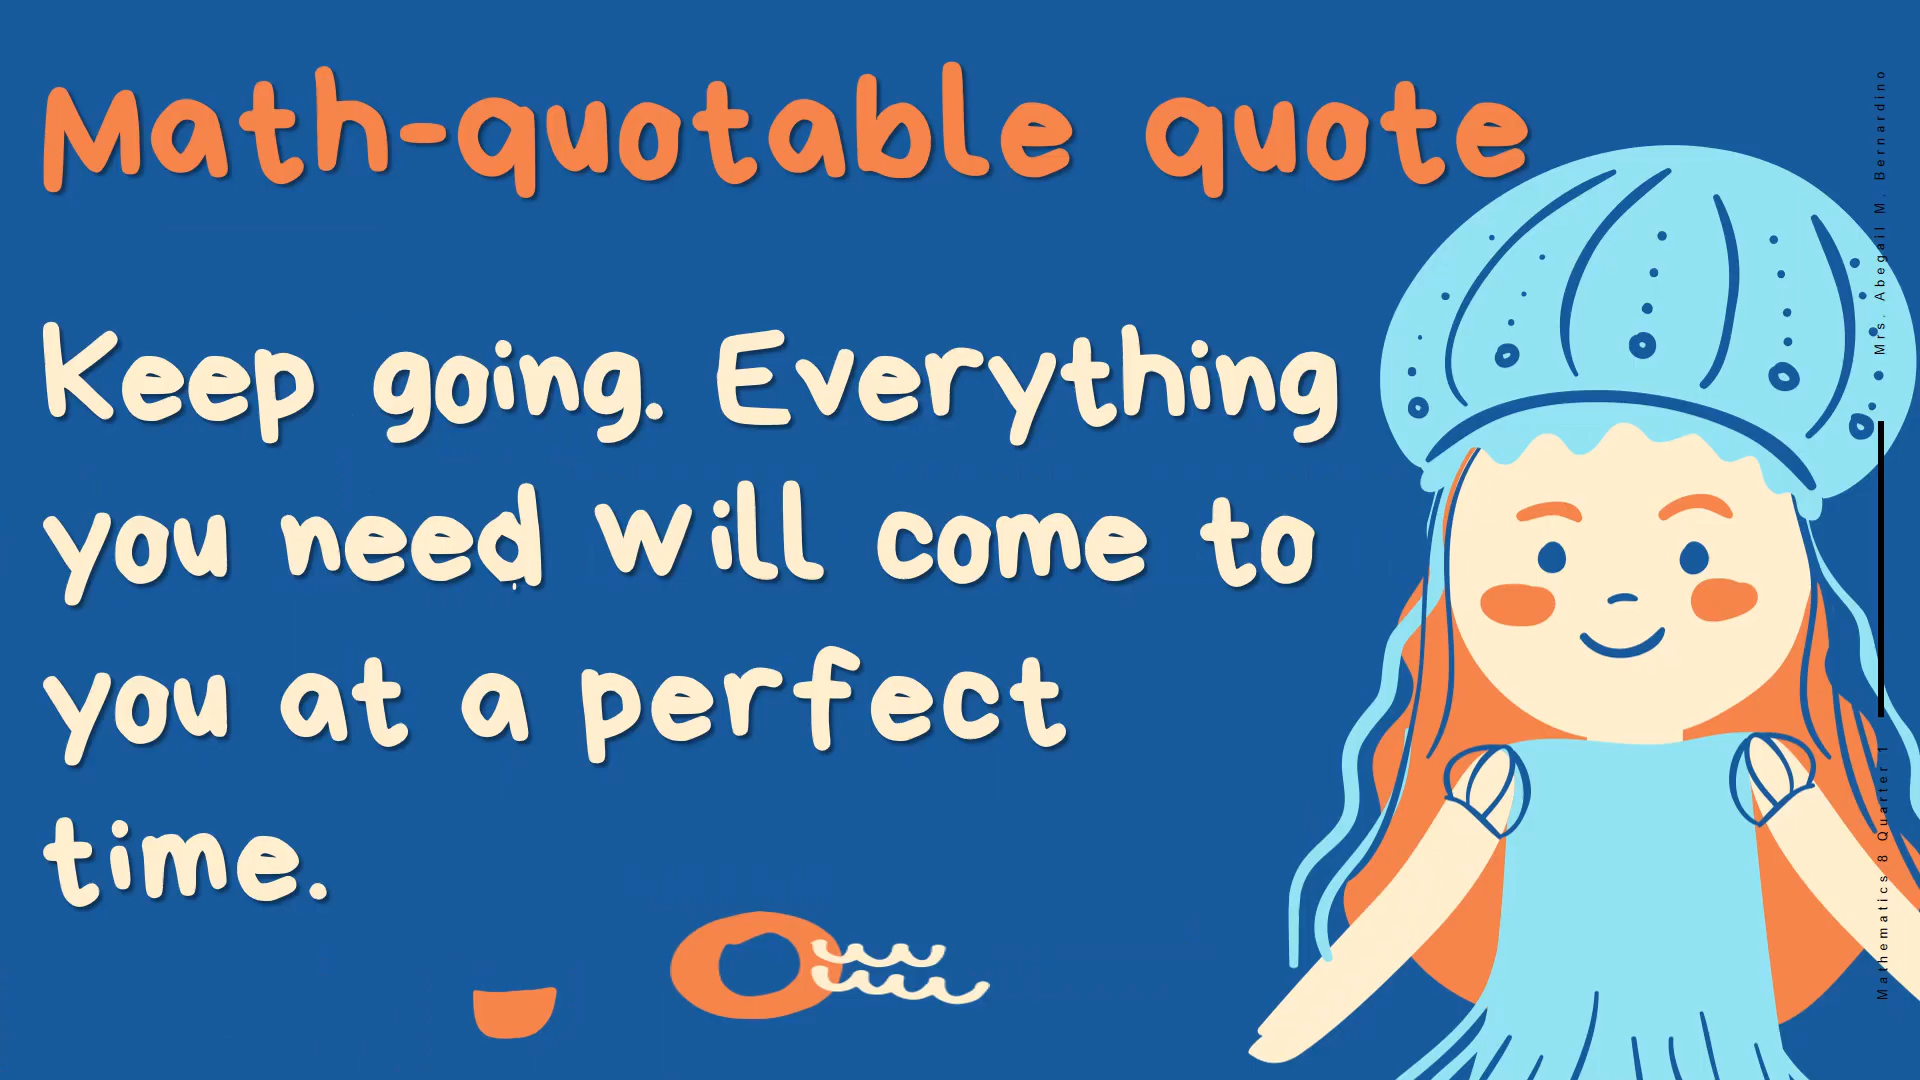 Math-quotable quote
Keep going. Everything
you need will come to
you at a perfect
time.
Mrs. Abegail M. Bernardino
Mathematics 8 Quarter 1